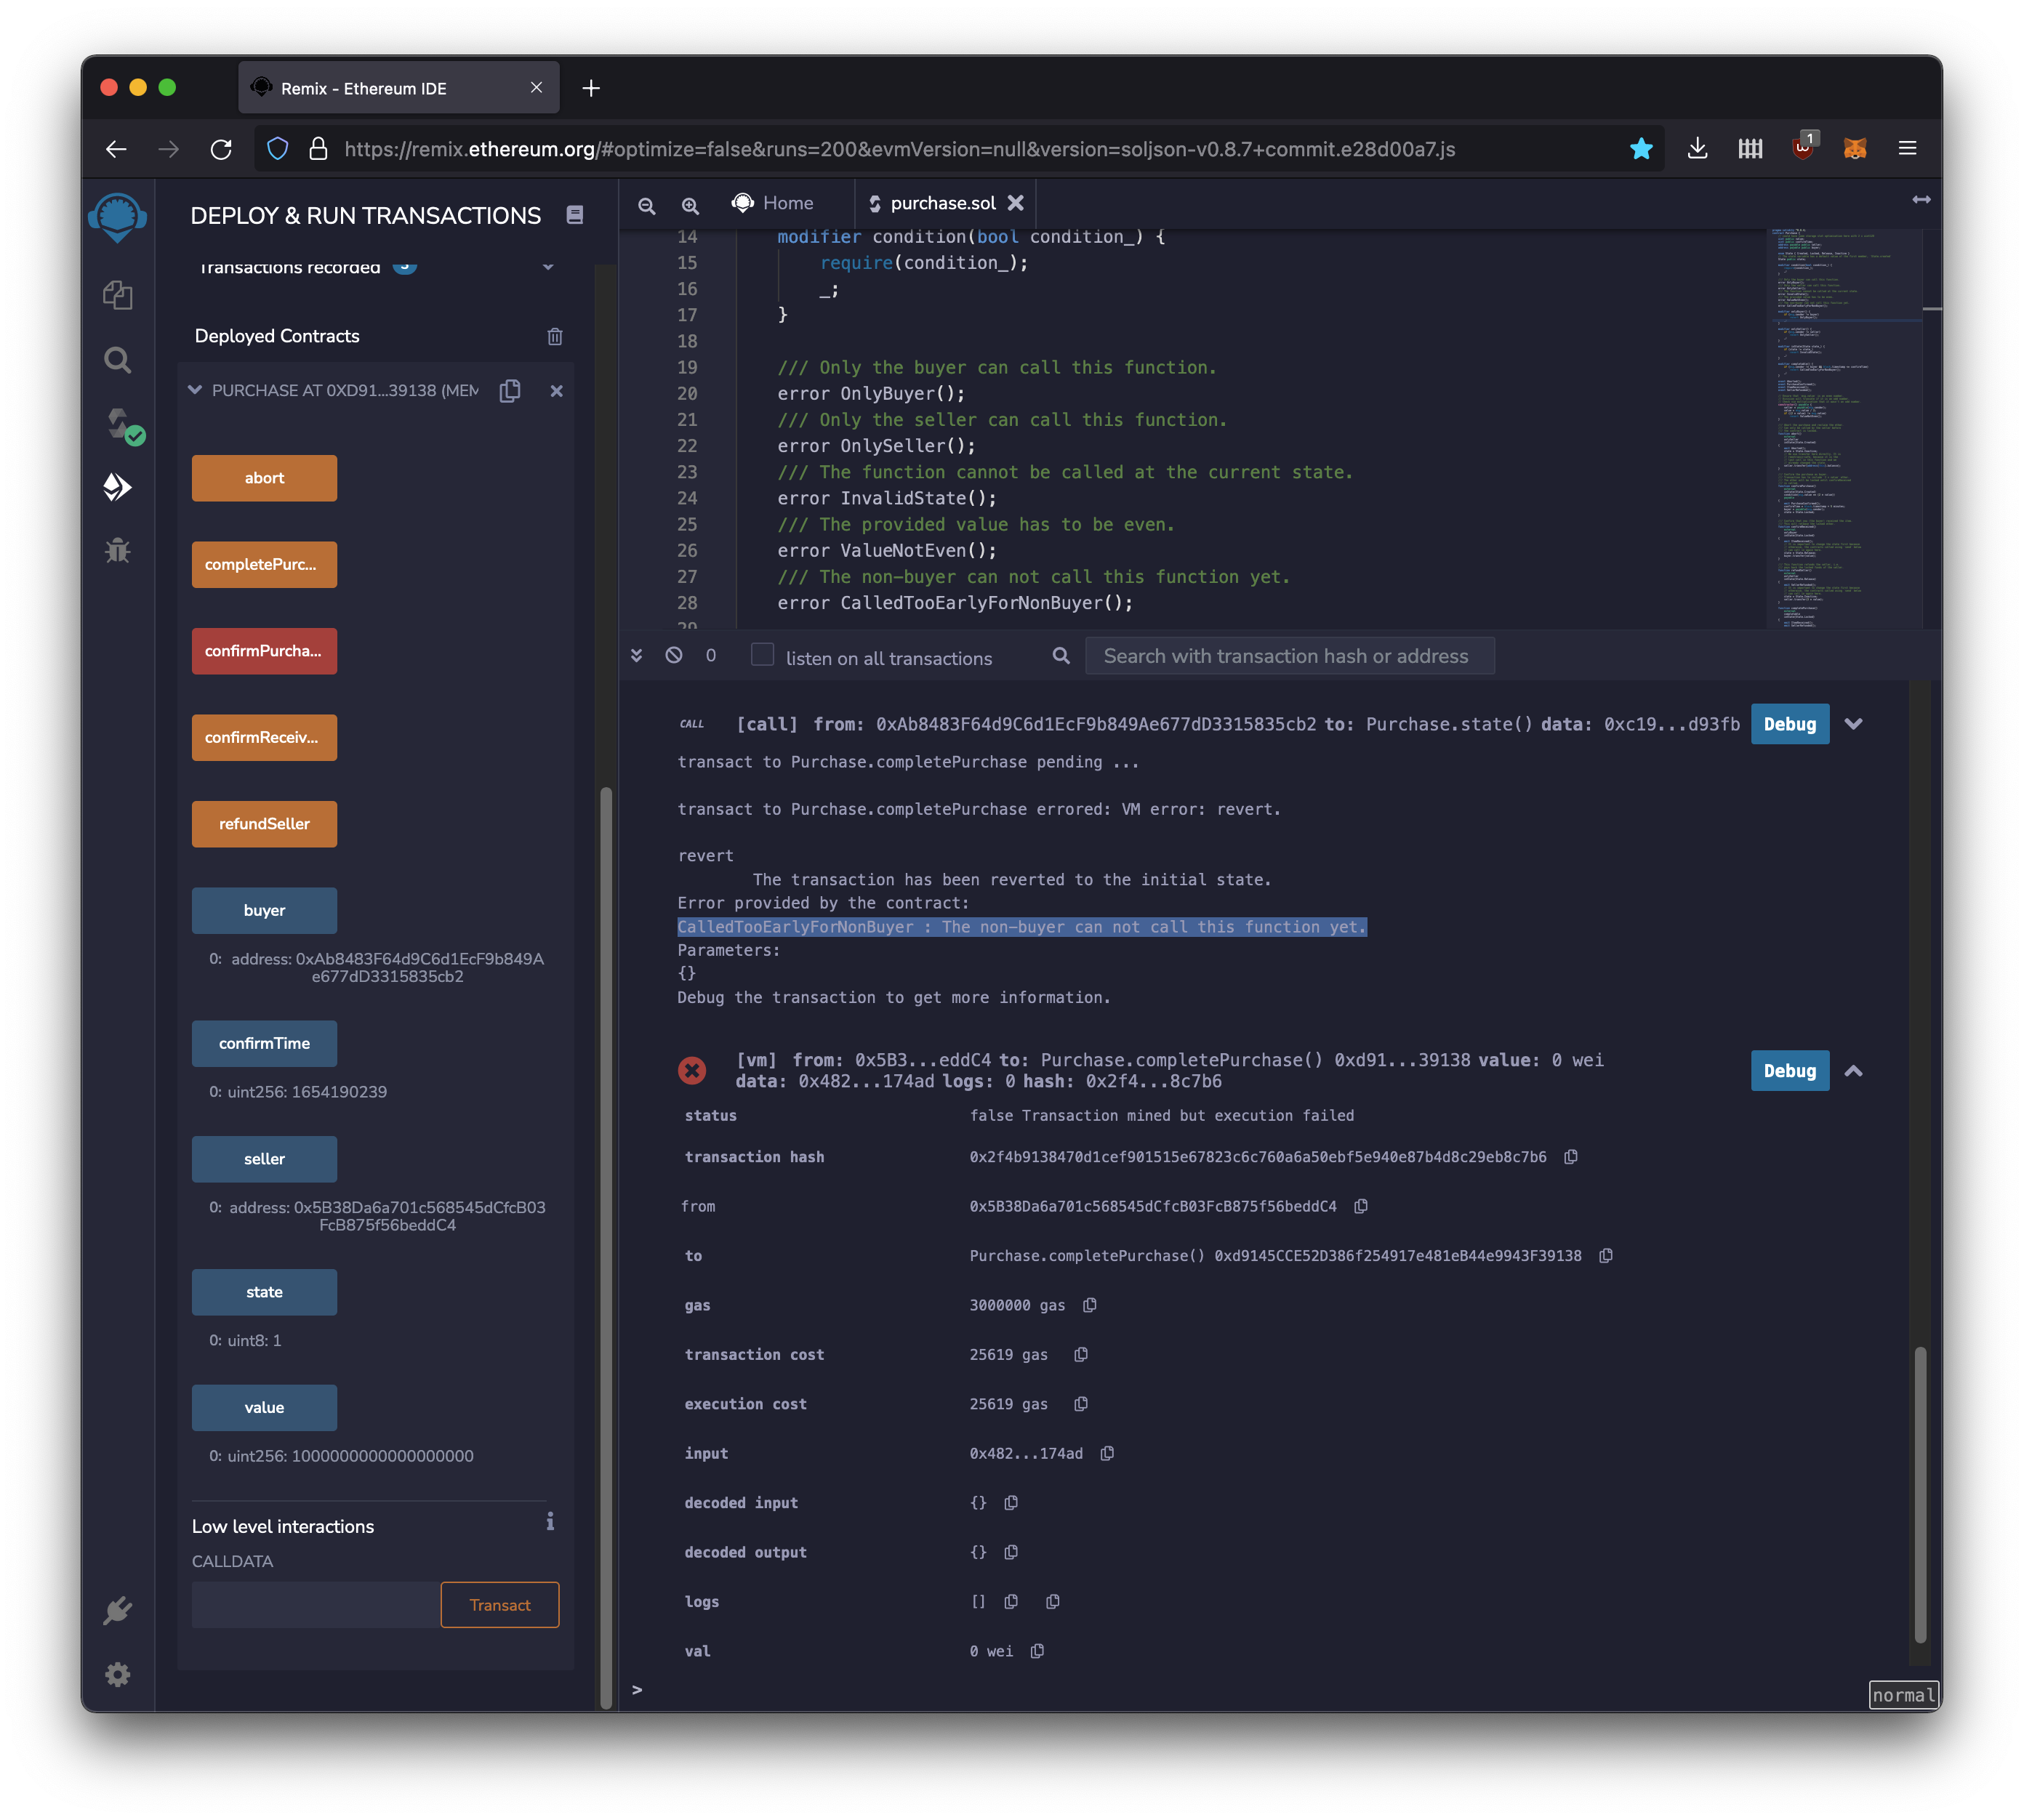 Remix - Ethereum IDE
https://remix.ethereum.org/#optimize=false&runs=200&evmVersion=null&version=soljson-v0.8.7+commit.e28d00a7.js
1
DEPLOY & RUN TRANSACTIONS
Transactions recorded
Deployed Contracts
PURCHASE AT 0XD91...39138 (MEM
abort
completePurc...
confirmPurcha...
confirmReceiv...
refundSeller
buyer
0: address: 0xAb8483F64d9C6d1EcF9b849A
e677dD3315835cb2
confirmTime
0: uint256: 1654190239
seller
0: address: 0x5B38Da6a701c568545dCfcB03
FcB875f56beddC4
state
0: uint8: 1
value
0: uint256: 1000000000000000000
Low level interactions
CALLDATA
Transact
Home
purchase.sol
14 modifier condition(bool condition_) {
15 require(condition_);
16 _;
17 }
18
19 /// Only the buyer can call this function.
20 error OnlyBuyer();
21 /// Only the seller can call this function.
22 error OnlySeller();
23 /// The function cannot be called at the current state.
24 error InvalidState();
25 /// The provided value has to be even.
26 error ValueNotEven();
27 /// The non-buyer can not call this function yet.
28 error CalledTooEarlyForNonBuyer();
29
0 listen on all transactions Search with transaction hash or address
CALL [call] from: 0xAb8483F64d9C6d1EcF9b849Ae677dD3315835cb2 to: Purchase.state() data: 0xc19...d93fb Debug
transact to Purchase.completePurchase pending ...
transact to Purchase.completePurchase errored: VM error: revert.
revert
The transaction has been reverted to the initial state.
Error provided by the contract:
CalledTooEarlyForNonBuyer : The non-buyer can not call this function yet.
Parameters:
{}
Debug the transaction to get more information.
[vm] from: 0x5B3...eddC4 to: Purchase.completePurchase() 0xd91...39138 value: 0 wei
data: 0x482...174ad logs: 0 hash: 0x2f4...8c7b6
Debug
status false Transaction mined but execution failed
transaction hash 0x2f4b9138470d1cef901515e67823c6c760a6a50ebf5e940e87b4d8c29eb8c7b6
from 0x5B38Da6a701c568545dCfcB03FcB875f56beddC4
to Purchase.completePurchase() 0xd9145CCE52D386f254917e481eB44e9943F39138
gas 3000000 gas
transaction cost 25619 gas
execution cost 25619 gas
input 0x482...174ad
decoded input {}
decoded output {}
logs []
val 0 wei
>
normal